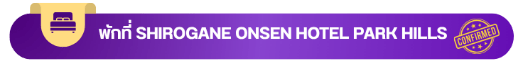 พักที่ SHIROGANE ONSEN HOTEL PARK HILLS
CONFIRMED